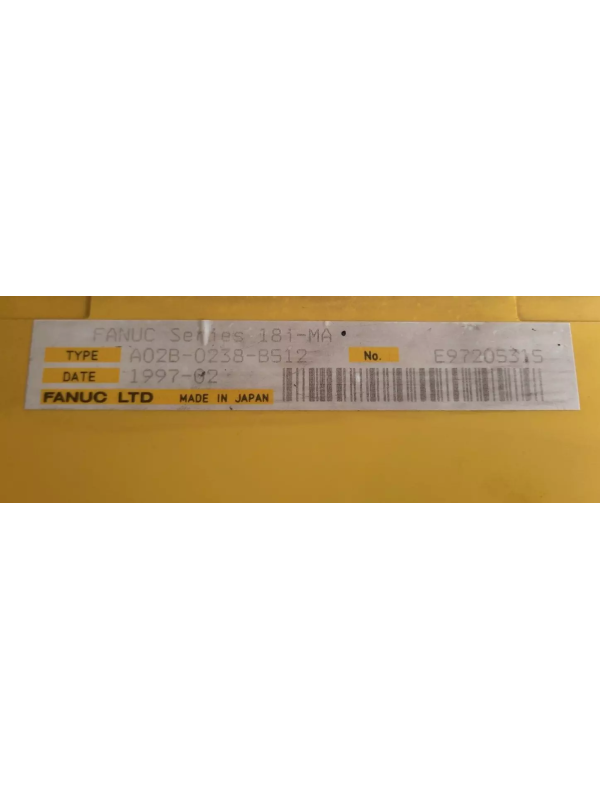 FANUC Series 18i-MA
TYPE A02B-0238-B512 No. E97205315
DATE 1997-02
FANUC LTD MADE IN JAPAN